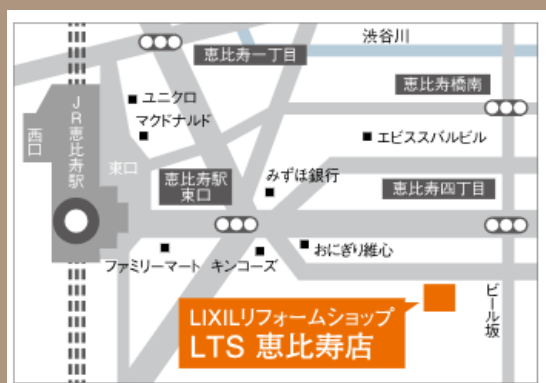 渋谷川
恵比寿一丁目
恵比寿橋南
ユニクロ
マクドナルド
JR恵比寿駅
西口
東口
エビススバルビル
恵比寿駅
東口
みずほ銀行
恵比寿四丁目
ファミリーマート
キンコーズ
おにぎり維心
ビール坂
LIXILリフォームショップ
LTS 恵比寿店